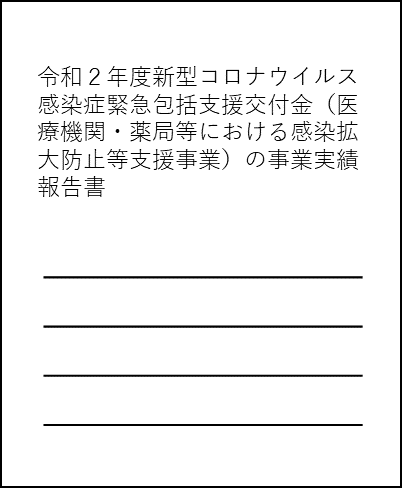 令和２年度新型コロナウイルス
感染症緊急包括支援交付金（医
療機関・薬局等における感染拡
大防止等支援事業）の事業実績
報告書